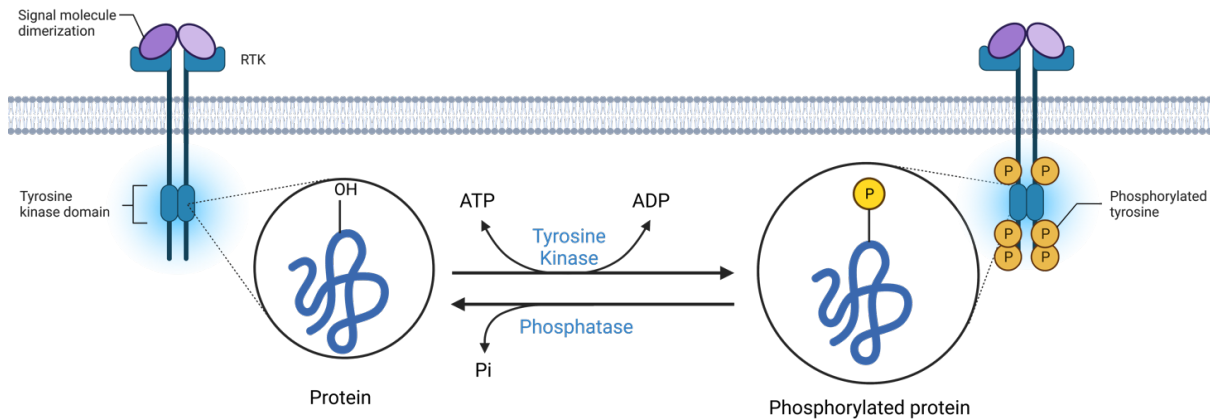 Signal molecule
dimerization
RTK
Tyrosine
kinase domain
OH
ATP
ADP
Tyrosine
Kinase
Phosphatase
Pi
Protein
P
Phosphorylated protein
P
P
P
P
P
P
Phosphorylated
tyrosine